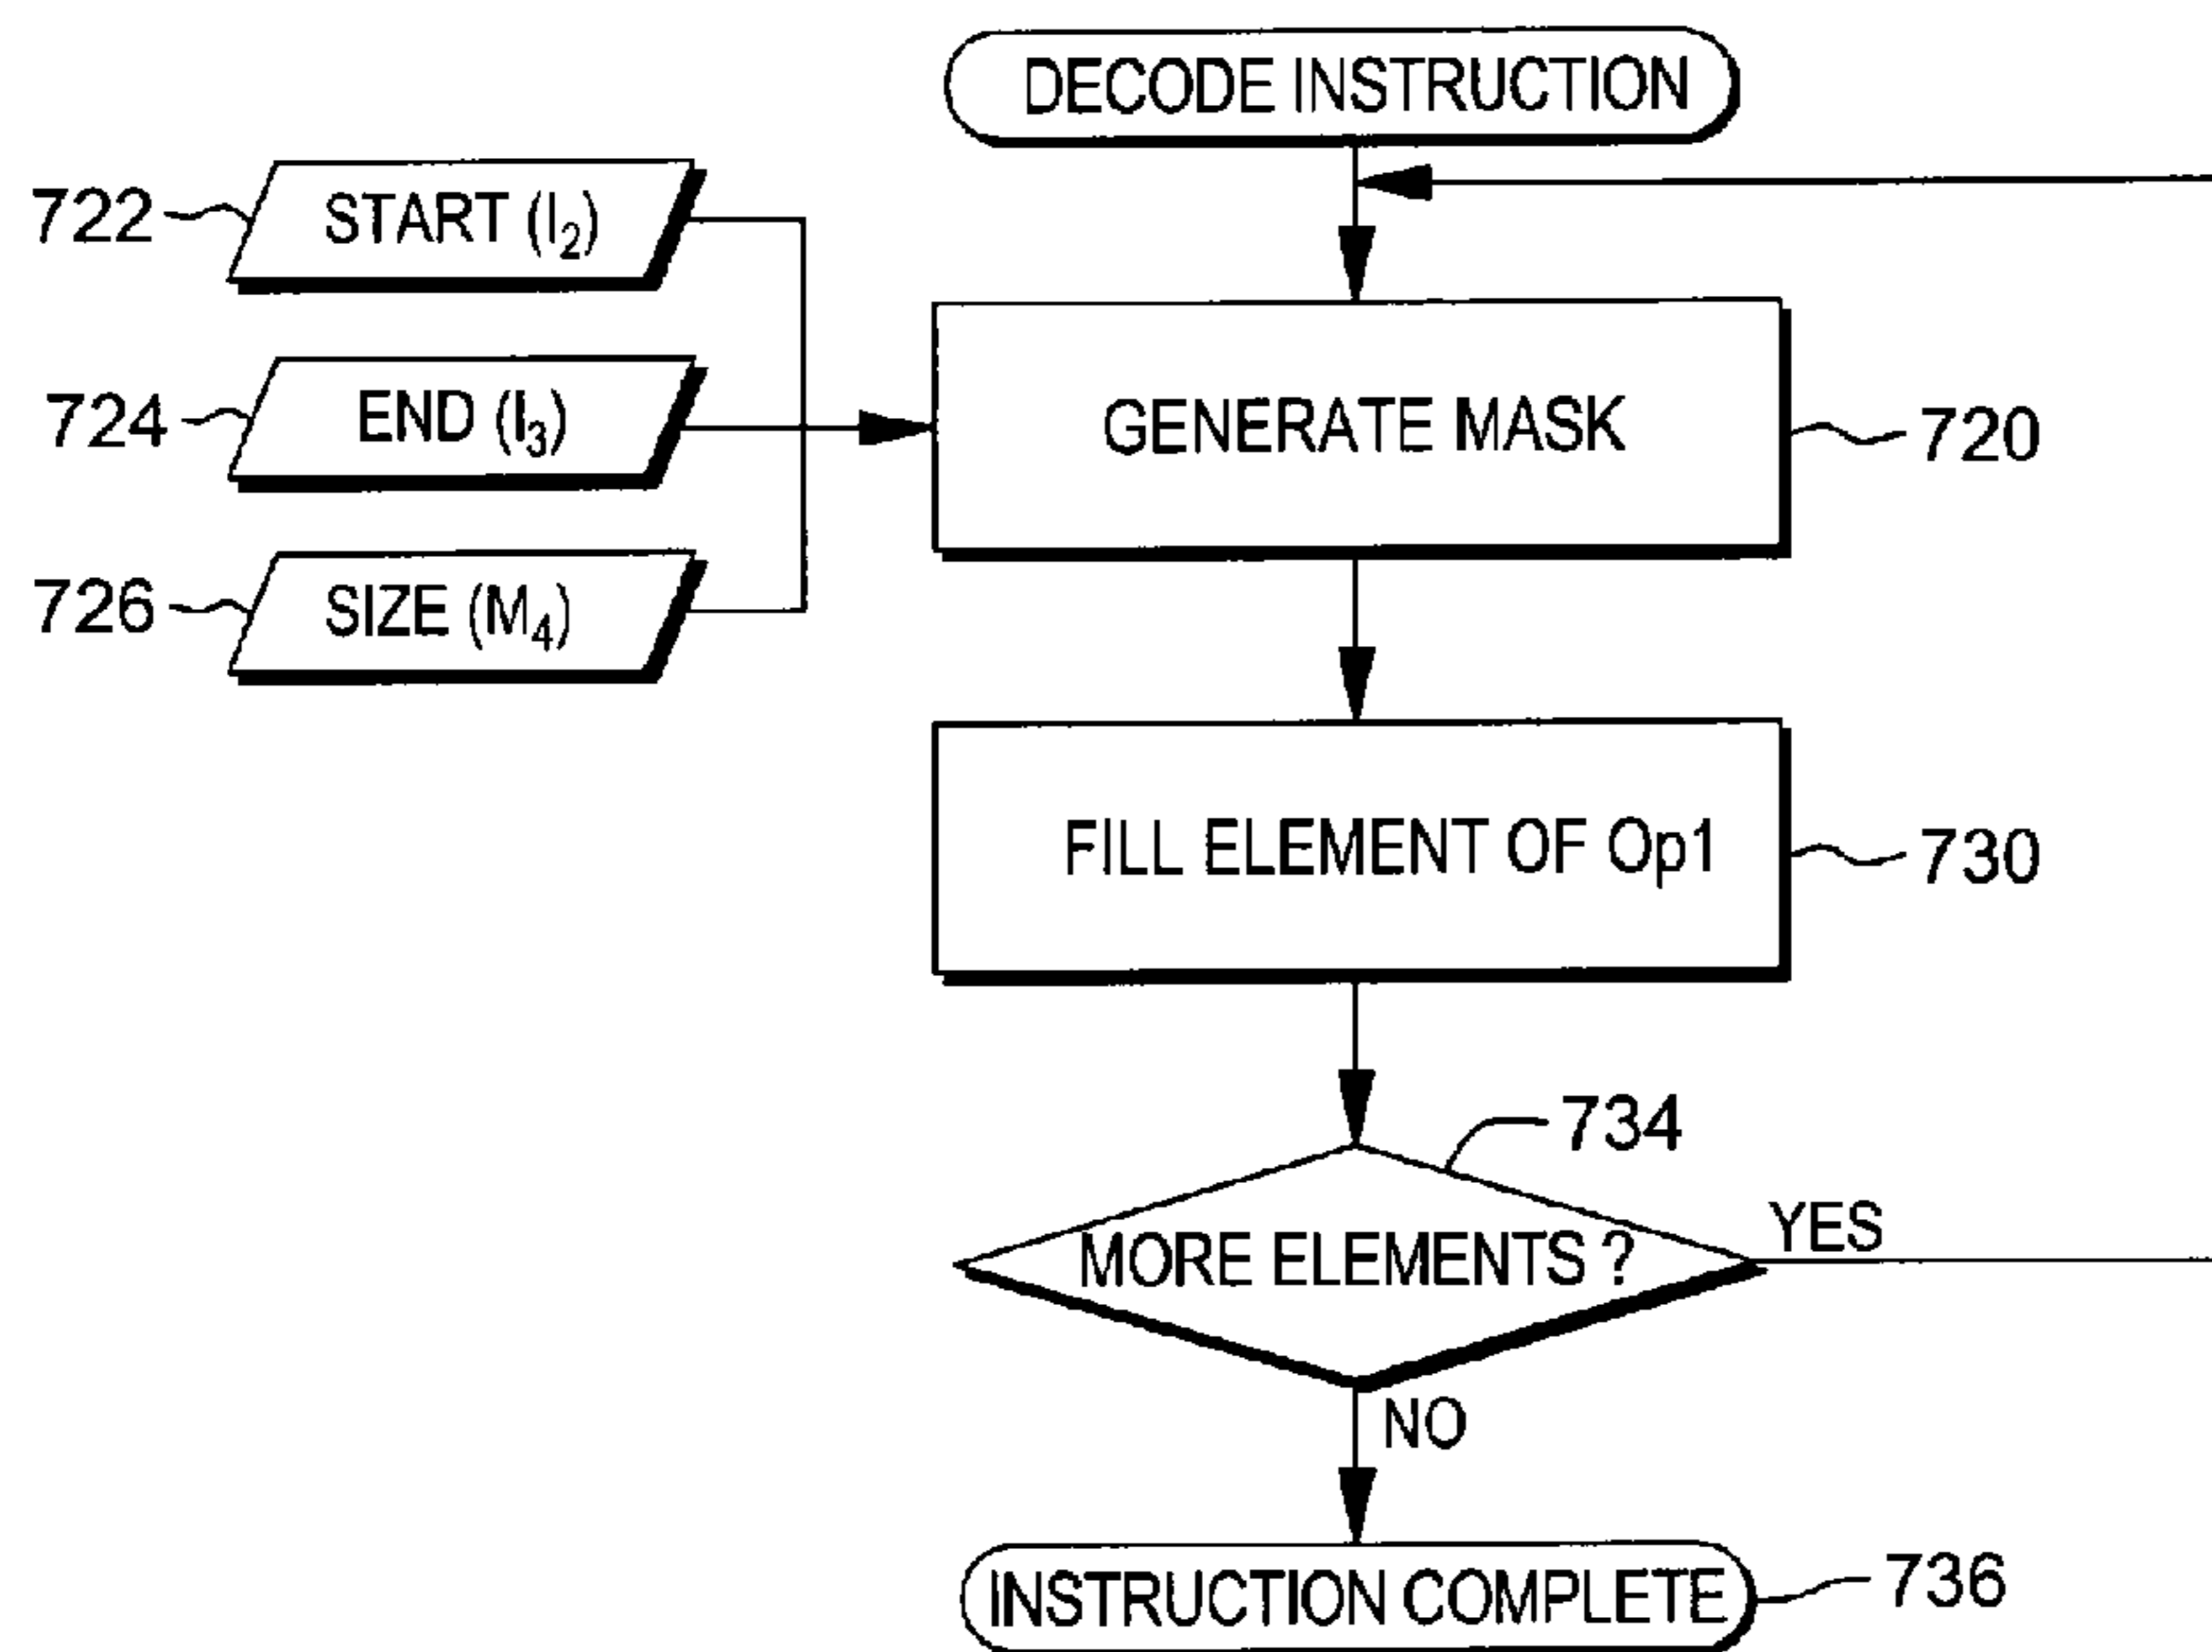 DECODE INSTRUCTION
722
START (I₂)
724
END (I₃)
726
SIZE (M₄)
GENERATE MASK
720
FILL ELEMENT OF Op1
730
734
MORE ELEMENTS ?
YES
NO
INSTRUCTION COMPLETE
736